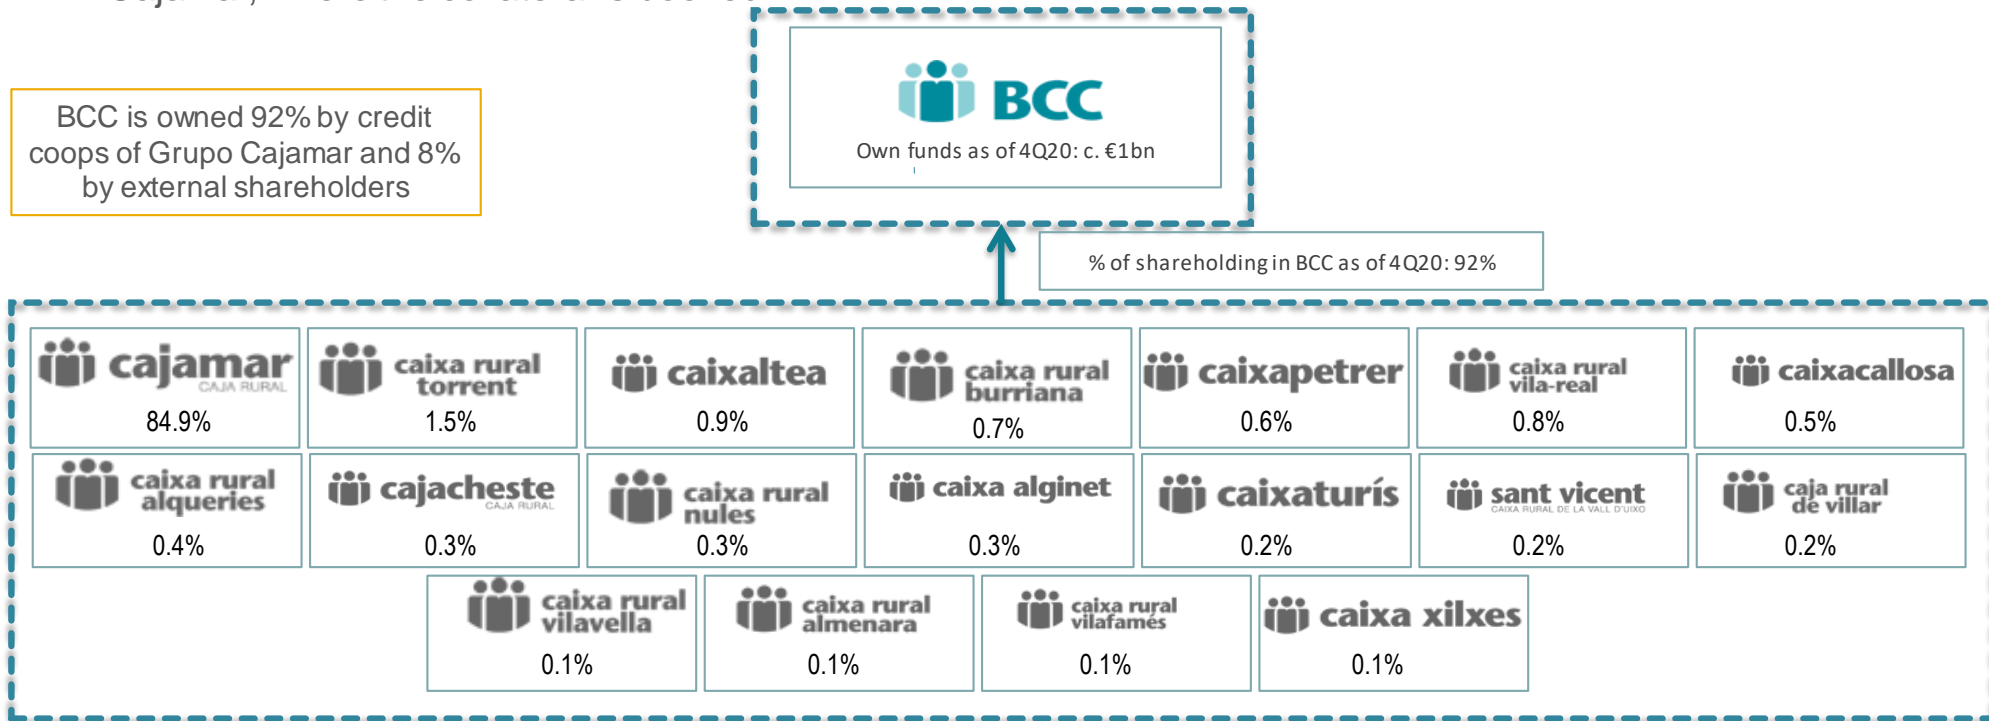 BCC is owned 92% by credit
coops of Grupo Cajamar and 8%
by external shareholders
BCC
Own funds as of 4Q20: c. €1bn
% of shareholding in BCC as of 4Q20: 92%
cajamar
CAJA RURAL
84.9%
caixa rural
torrent
1.5%
caixaltea
0.9%
caixa rural
burriana
0.7%
caixapetrer
0.6%
caixa rural
vila-real
0.8%
caixacallosa
0.5%
caixa rural
alqueries
0.4%
cajacheste
CAJA RURAL
0.3%
caixa rural
nules
0.3%
caixa alginet
0.3%
caixaturís
0.2%
sant vicent
CAIXA RURAL DE LA VALL D'UIXO
0.2%
caja rural
de villar
0.2%
caixa rural
vilavella
0.1%
caixa rural
almenara
0.1%
caixa rural
vilafamés
0.1%
caixa xilxes
0.1%